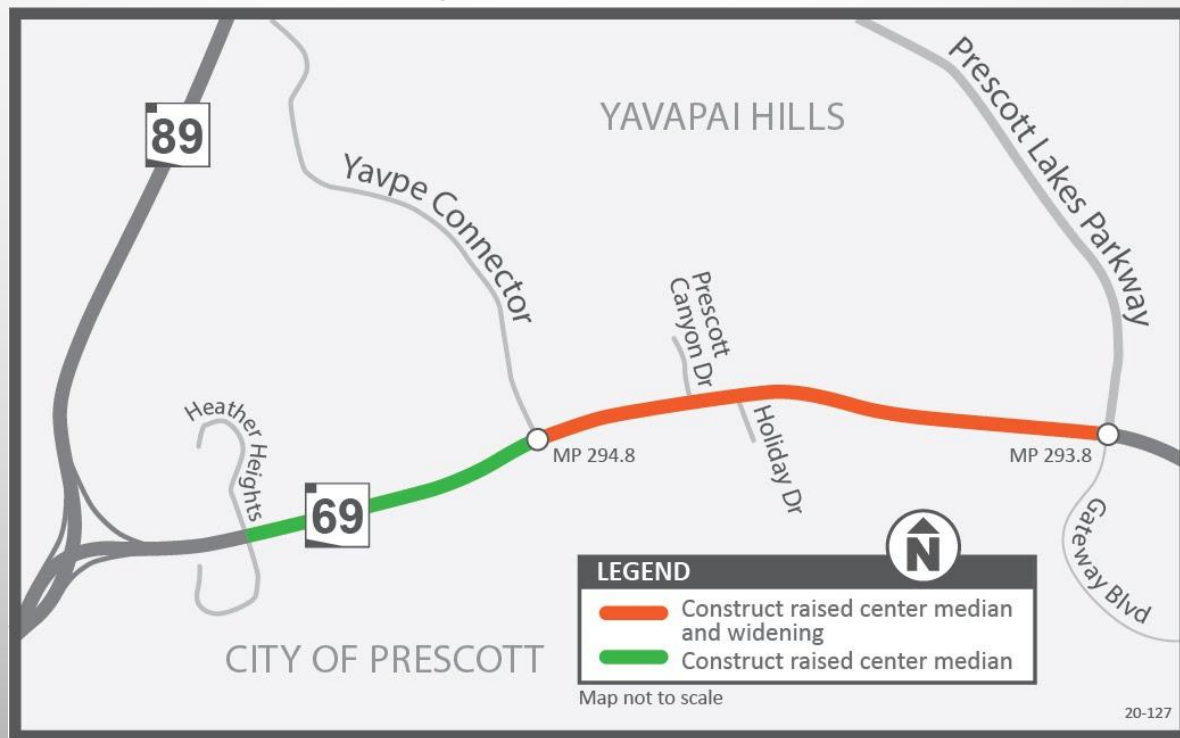 89
YAVAPAI HILLS
Prescott Lakes Parkway
Yavpe Connector
Prescott
Canyon Dr
Heather Heights
MP 294.8
Holiday Dr
MP 293.8
69
Gateway Blvd
N
LEGEND
Construct raised center median
and widening
Construct raised center median
CITY OF PRESCOTT
Map not to scale
20-127